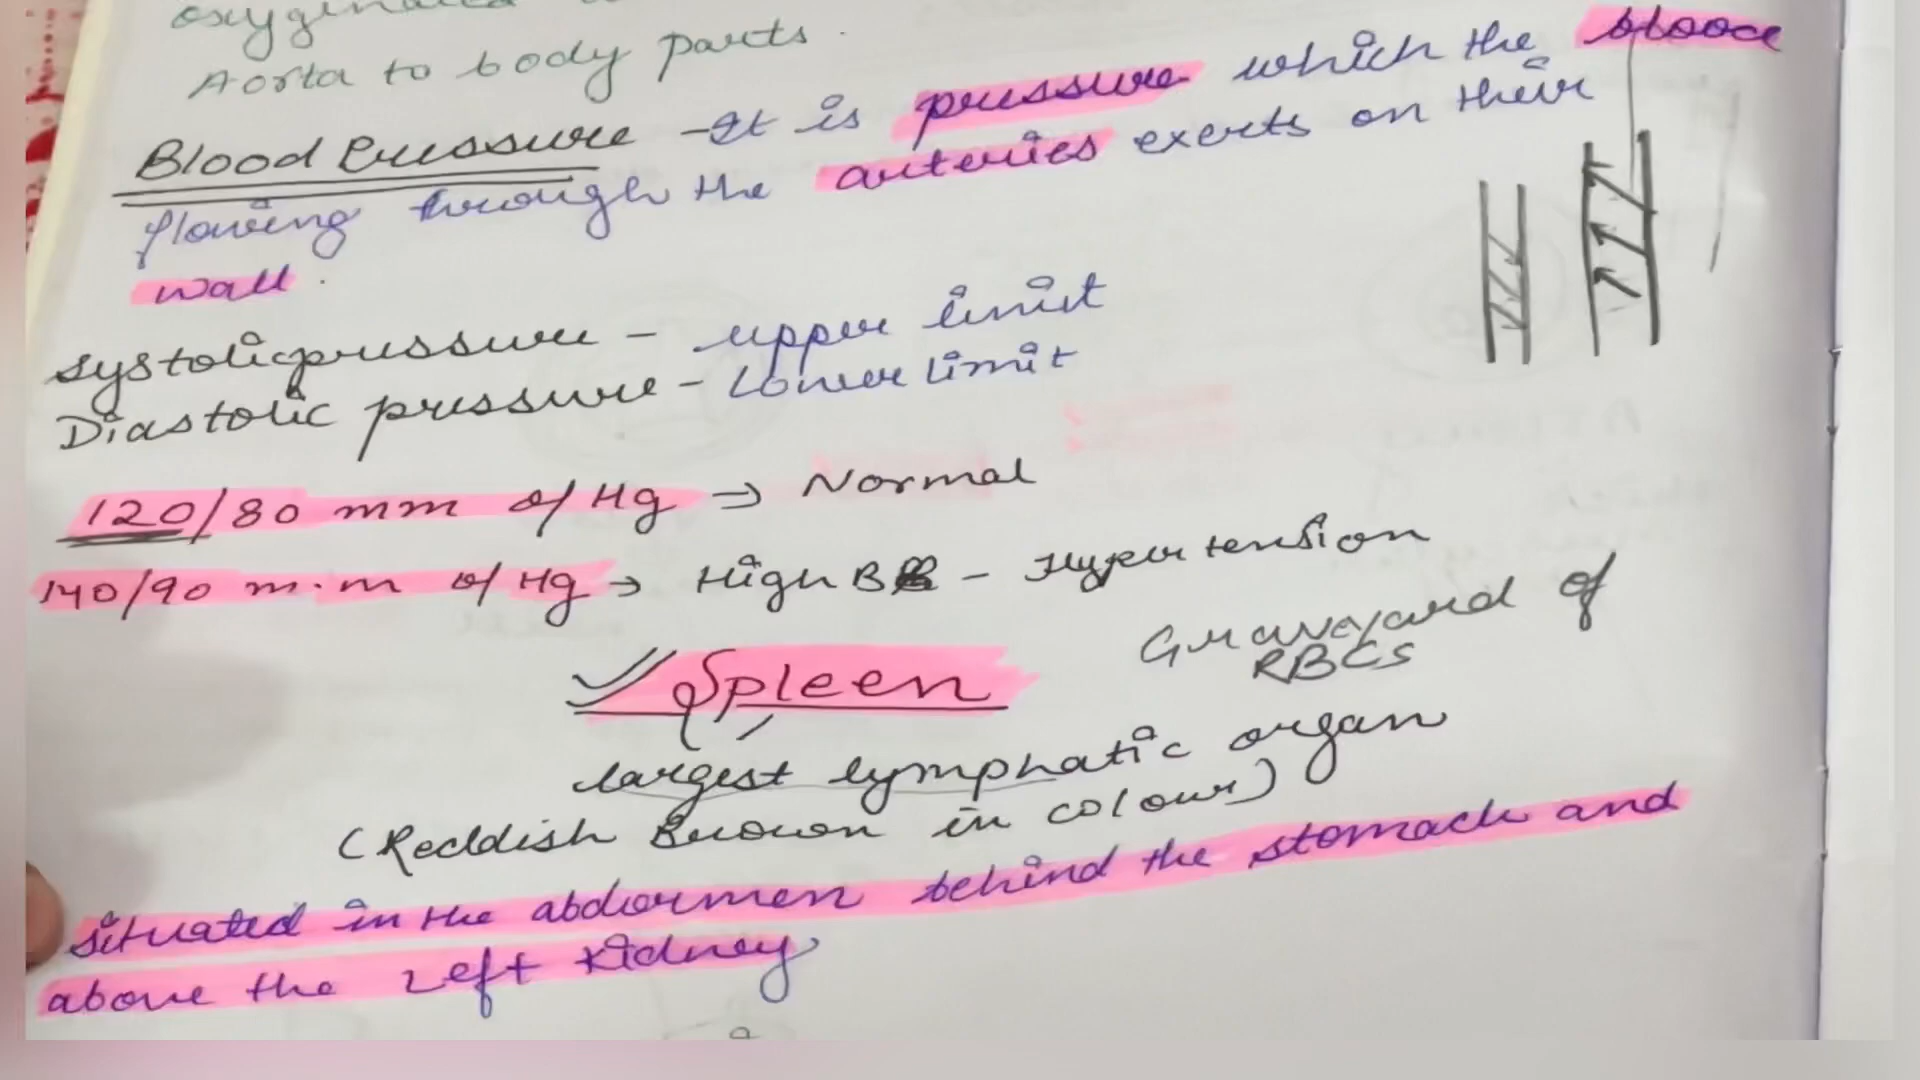 oxygenated
Aorta to body parts.
Blood Pressure - It is pressure which the blood
flowing through the arteries exerts on their
wall.
Systolic pressure - upper limit
Diastolic pressure - Lower limit
120/80 mm of Hg → Normal
140/90 m.m of Hg → High BP - Hypertension
Spleen
Graveyard of
RBCs
largest lymphatic organ
(Reddish Brown in colour)
situated in the abdormen behind the stomach and
above the Left Kidney